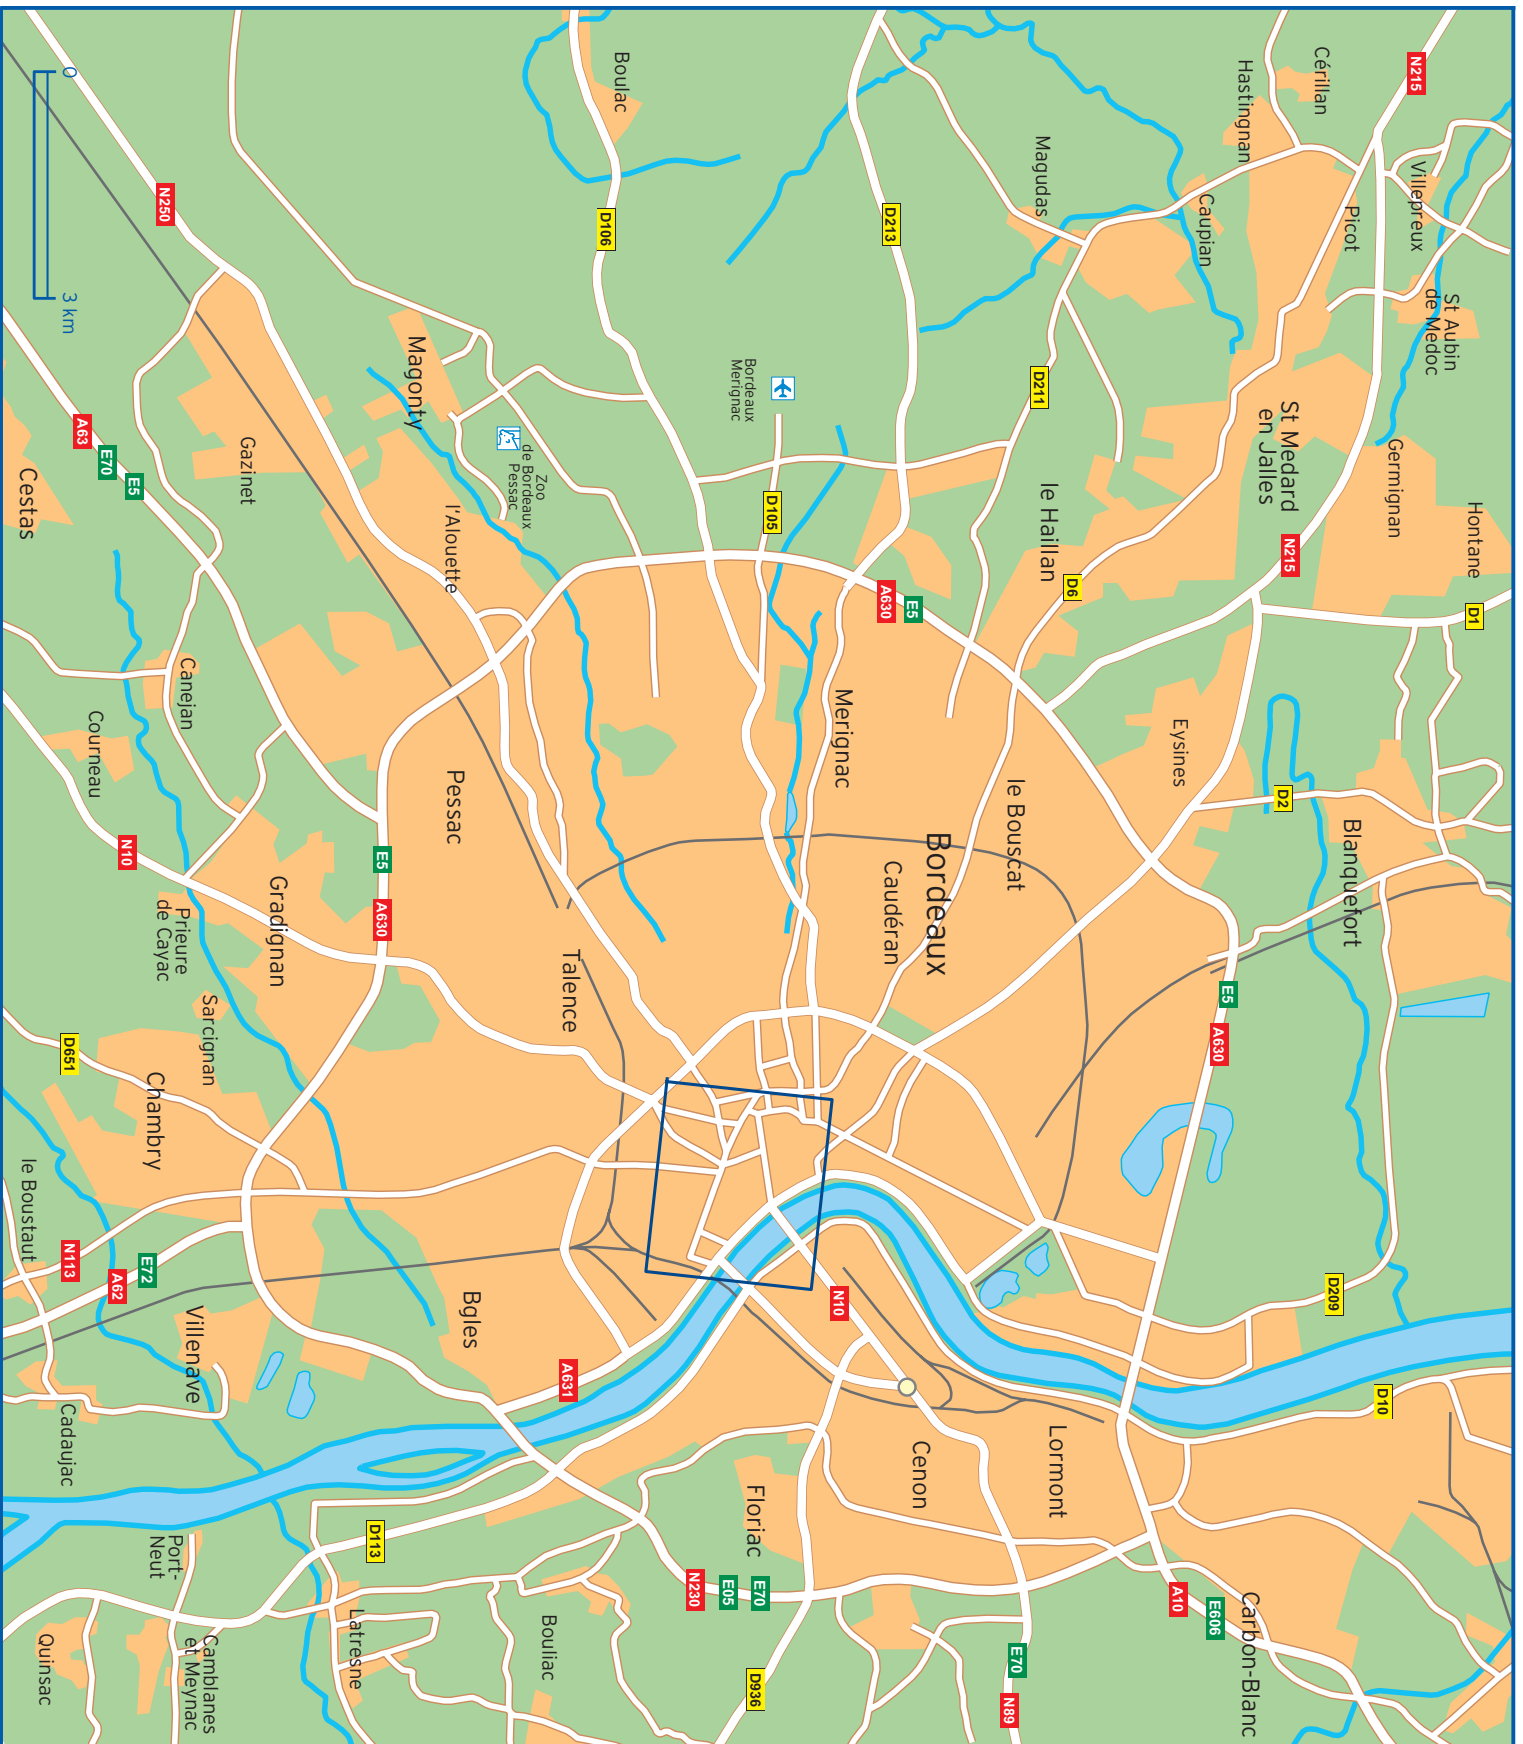 N215
Cérillan
Hastingnan
Villepreux
Picot
Caupian
Magudas
Boulac
D213
D106
N250
0
3 km
St Aubin
de Medoc
St Medard
en Jalles
Germignan
Hontane
D211
Bordeaux
Merignac
Magonty
Zoo
de Bordeaux
Pessac
Gazinet
A63
E70
E5
Cestas
l'Alouette
D105
le Haillan
N215
D6
D1
A630
E5
Merignac
Eysines
Canejan
Courneau
Pessac
le Bouscat
D2
Blanquefort
Bordeaux
Caudéran
N10
E5
A630
Gradignan
Prieure
de Cayac
Sarcignan
Talence
E5
A630
D651
Chambry
le Boustaut
N113
A62
E72
Villenave
Bgles
N10
D209
A631
D10
Cadaujac
Lormont
Cenon
Floriac
D113
Port-
Neut
N230
E05
E70
A10
E606
Carbon-Blanc
Latresne
Bouliac
Camblanes
et Meynac
Quinsac
D936
E70
N89